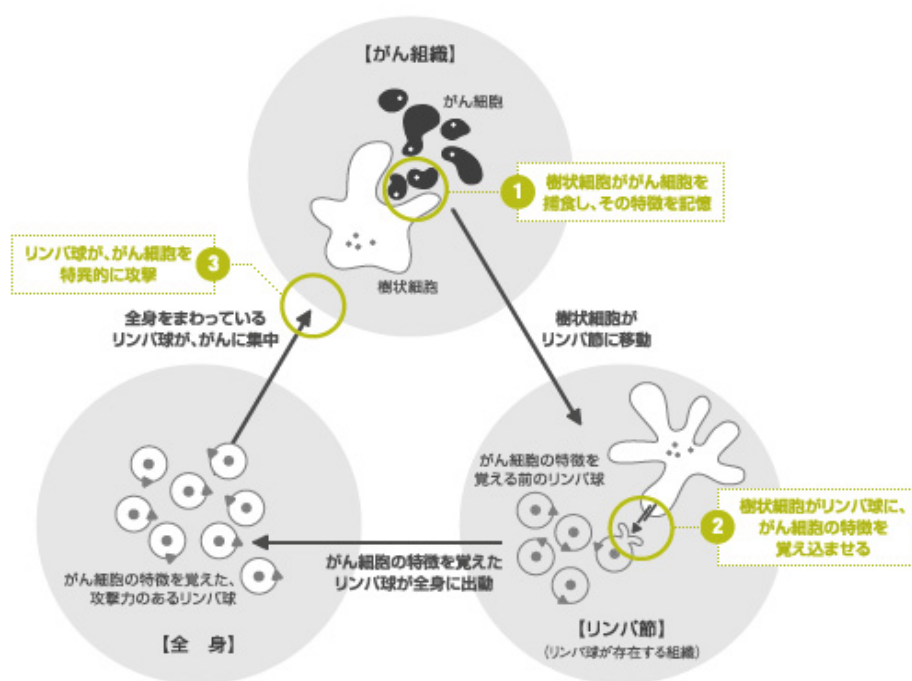 【がん組織】
がん細胞
1
樹状細胞ががん細胞を
捕食し、その特徴を記憶
リンパ球が、がん細胞を
特異的に攻撃
3
樹状細胞
全身をまわっている
リンパ球が、がんに集中
樹状細胞が
リンパ節に移動
がん細胞の特徴を
覚える前のリンパ球
2
樹状細胞がリンパ球に、
がん細胞の特徴を
覚え込ませる
がん細胞の特徴を覚えた
リンパ球が全身に出動
がん細胞の特徴を覚えた、
攻撃力のあるリンパ球
【全 身】
【リンパ節】
(リンパ球が存在する組織)